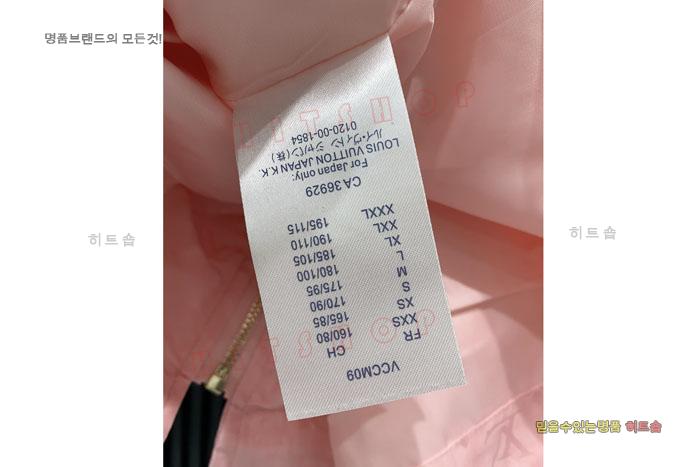 명품브랜드의 모든것!
VCCM09
FR CH
XXS 160/80
XS 165/85
S 170/90
M 175/95
L 180/100
XL 185/105
XXL 190/110
XXXL 195/115
CA 36929
For Japan only:
LOUIS VUITTON JAPAN K.K.
ルイ・ヴィトン ジャパン(株)
0120-00-1854
HITSHOP
히트숍
히트숍
HITSHOP
믿을수있는명품 히트숍